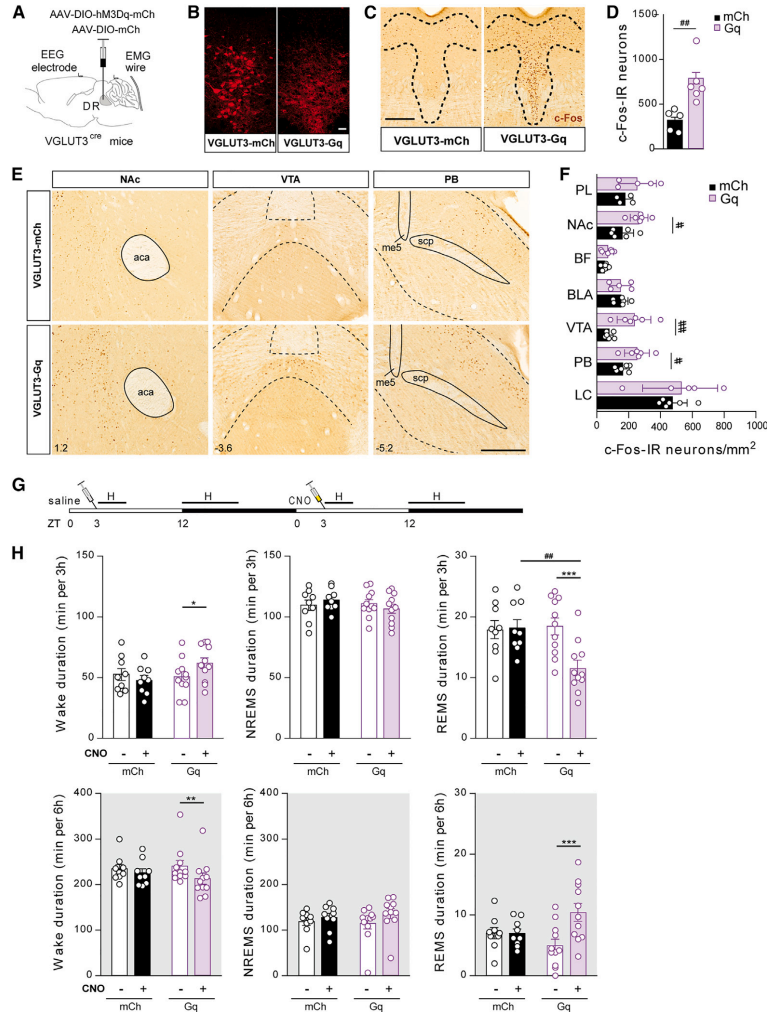 A
AAV-DIO-hM3Dq-mCh
AAV-DIO-mCh
EEG
electrode
EMG
wire
DR
VGLUT3cre mice
B
VGLUT3-mCh
VGLUT3-Gq
C
c-Fos
VGLUT3-mCh
VGLUT3-Gq
D
c-Fos-IR neurons
1500
1000
500
0
##
mCh
Gq
E
NAc
VTA
PB
VGLUT3-mCh
aca
me5
scp
VGLUT3-Gq
aca
me5
scp
1.2
-3.6
-5.2
F
mCh
Gq
PL
NAc
#
BF
BLA
VTA
###
PB
#
LC
0 200 400 600 800 1000
c-Fos-IR neurons/mm2
G
saline
H
H
CNO
H
H
ZT
0 3 12 0 3 12
H
Wake duration (min per 3h)
150
100
50
0
*
CNO - + - +
mCh Gq
NREMS duration (min per 3h)
150
100
50
0
- + - +
mCh Gq
REMS duration (min per 3h)
30
20
10
0
##
***
- + - +
mCh Gq
Wake duration (min per 6h)
400
300
200
100
0
**
CNO - + - +
mCh Gq
NREMS duration (min per 6h)
400
300
200
100
0
- + - +
mCh Gq
REMS duration (min per 6h)
30
20
10
0
***
- + - +
mCh Gq